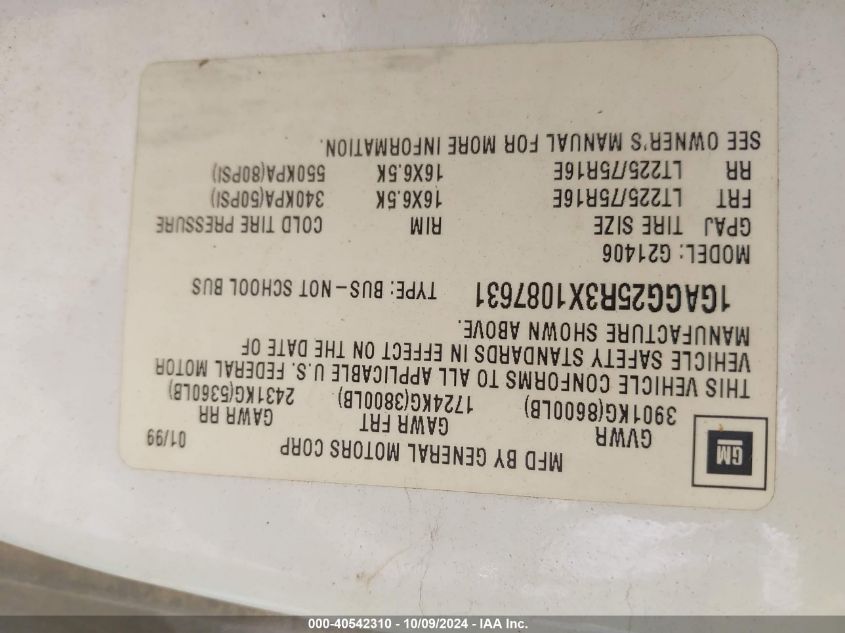 MFD BY GENERAL MOTORS CORP 01/99
GVWR GAWR FRT GAWR RR
3901KG(8600LB) 1724KG(3800LB) 2431KG(5360LB)
THIS VEHICLE CONFORMS TO ALL APPLICABLE U.S. FEDERAL MOTOR
VEHICLE SAFETY STANDARDS IN EFFECT ON THE DATE OF
MANUFACTURE SHOWN ABOVE.
1GAGG25R3X1087631 TYPE: BUS-NOT SCHOOL BUS
MODEL: G21406
GPAJ TIRE SIZE RIM COLD TIRE PRESSURE
FRT LT225/75R16E 16X6.5K 340KPA(50PSI)
RR LT225/75R16E 16X6.5K 550KPA(80PSI)
SEE OWNER'S MANUAL FOR MORE INFORMATION.
GM
000-40542310 - 10/09/2024 - IAA Inc.